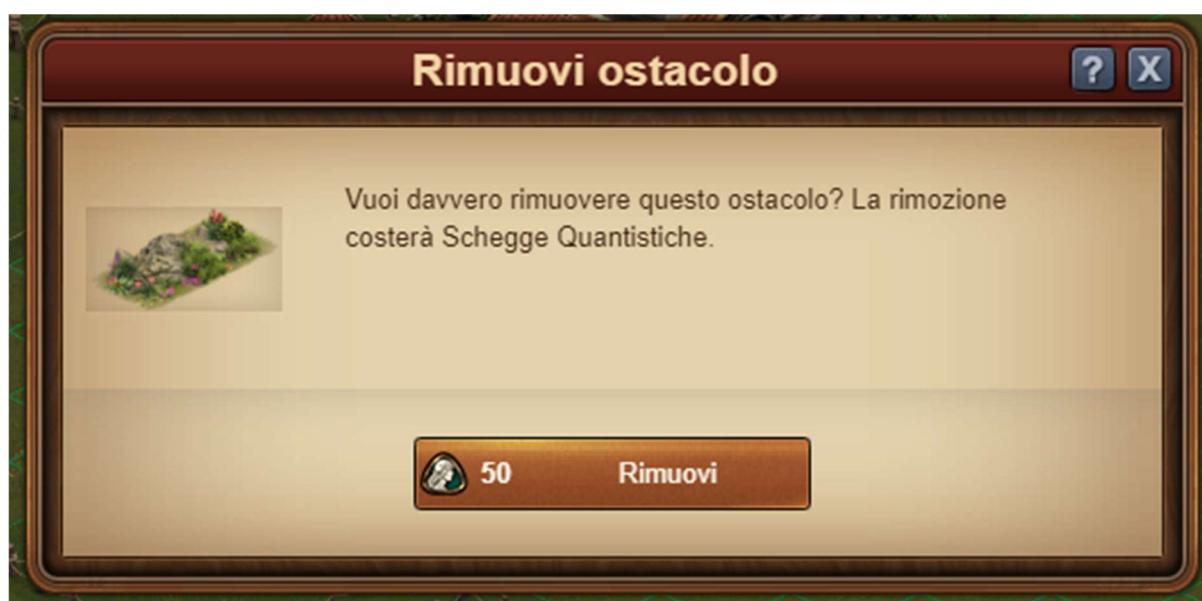 Rimuovi ostacolo
? X
Vuoi davvero rimuovere questo ostacolo? La rimozione
costerà Schegge Quantistiche.
50 Rimuovi